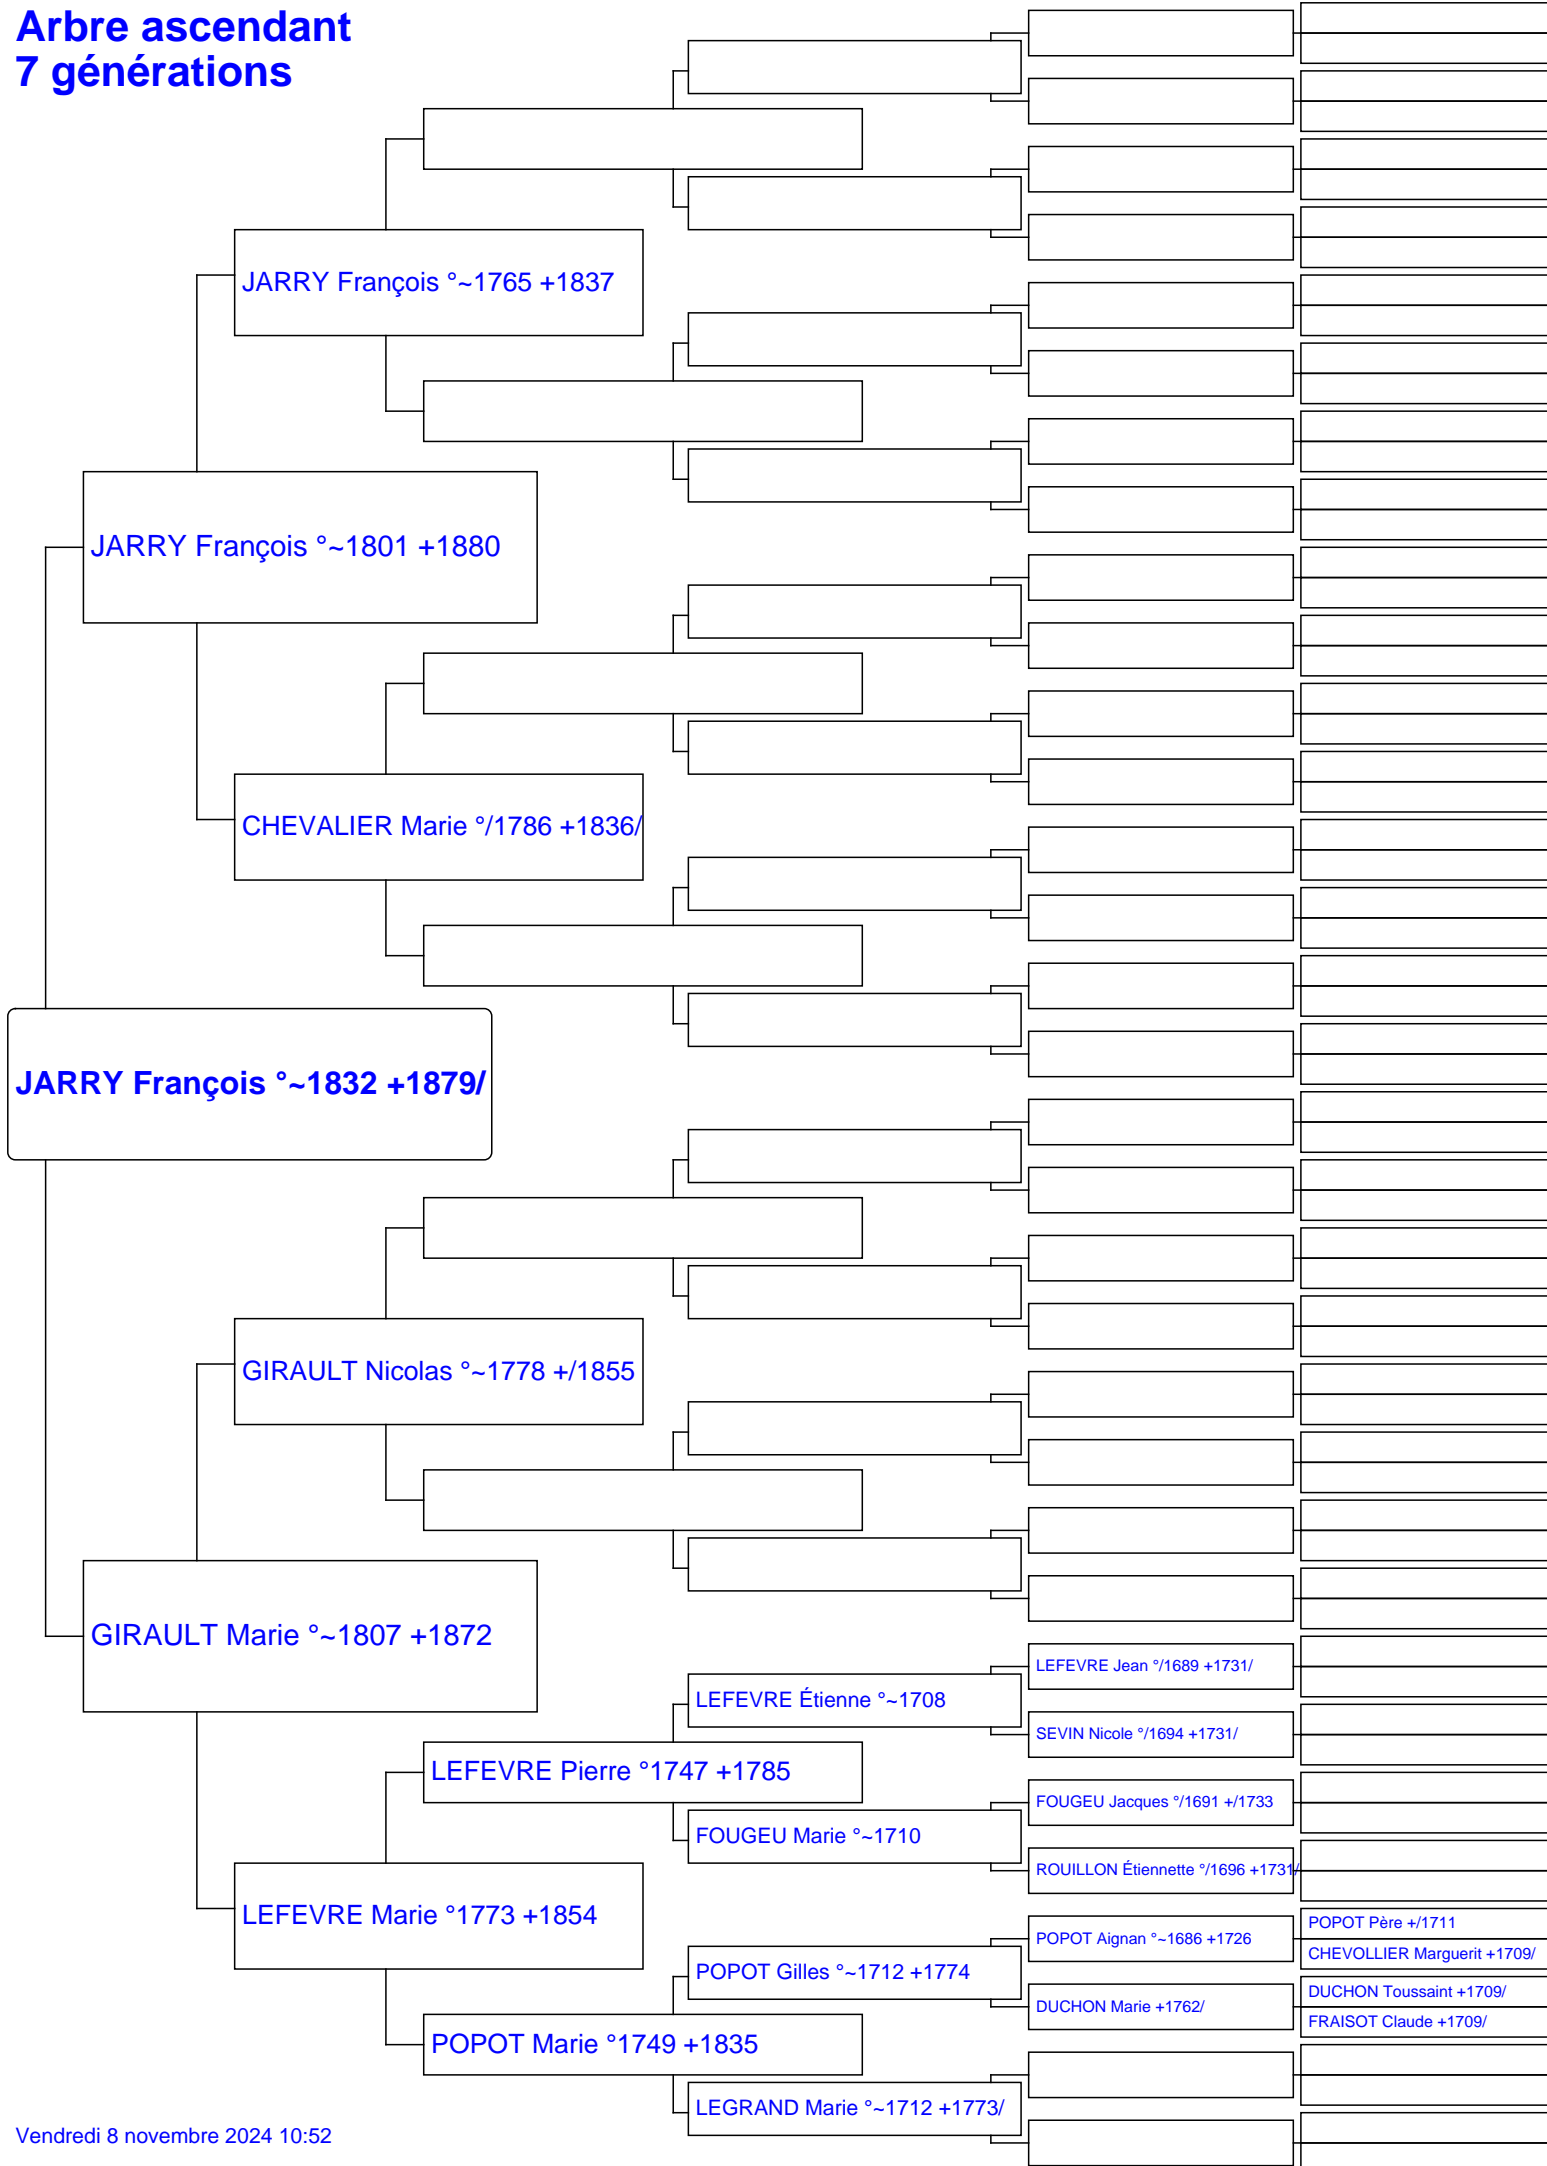 Arbre ascendant
7 générations
JARRY François °~1765 +1837
JARRY François °~1801 +1880
CHEVALIER Marie °/1786 +1836/
JARRY François °~1832 +1879/
GIRAULT Nicolas °~1778 +/1855
GIRAULT Marie °~1807 +1872
LEFEVRE Jean °/1689 +1731/
LEFEVRE Étienne °~1708
SEVIN Nicole °/1694 +1731/
LEFEVRE Pierre °1747 +1785
FOUGEU Jacques °/1691 +/1733
FOUGEU Marie °~1710
ROUILLON Étiennette °/1696 +1731/
LEFEVRE Marie °1773 +1854
POPOT Père +/1711
POPOT Aignan °~1686 +1726
CHEVOLLIER Marguerit +1709/
POPOT Gilles °~1712 +1774
DUCHON Toussaint +1709/
DUCHON Marie +1762/
FRAISOT Claude +1709/
POPOT Marie °1749 +1835
LEGRAND Marie °~1712 +1773/
Vendredi 8 novembre 2024 10:52